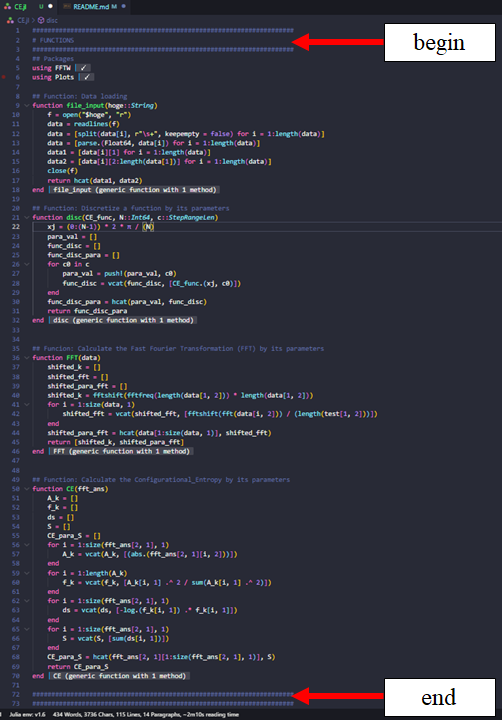 CE.jl U README.md M
CE.jl > disc
1 ######################################################################
2 # FUNCTIONS
3 ######################################################################
4 ## Packages
5 using FFTW ✓
6 using Plots ✓
7
8 ## Function: Data loading
9 function file_input(hoge::String)
10 f = open("$hoge", "r")
11 data = readlines(f)
12 data = [split(data[i], r"\s+", keepempty = false) for i = 1:length(data)]
13 data = [parse.(Float64, data[i]) for i = 1:length(data)]
14 data1 = [data[i][1] for i = 1:length(data)]
15 data2 = [data[i][2:length(data[1])] for i = 1:length(data)]
16 close(f)
17 return hcat(data1, data2)
18 end file_input (generic function with 1 method)
19
20 ## Function: Discretize a function by its parameters
21 function disc(CE_func, N::Int64, c::StepRangeLen)
22 xj = (0:(N-1)) * 2 * π / (N)
23 para_val = []
24 func_disc = []
25 func_disc_para = []
26 for c0 in c
27 para_val = push!(para_val, c0)
28 func_disc = vcat(func_disc, [CE_func.(xj, c0)])
29 end
30 func_disc_para = hcat(para_val, func_disc)
31 return func_disc_para
32 end disc (generic function with 1 method)
33
34
35 ## Funcion: Calculate the Fast Fourier Transformation (FFT) by its parameters
36 function FFT(data)
37 shifted_k = []
38 shifted_fft = []
39 shifted_para_fft = []
40 shifted_k = fftshift(fftfreq(length(data[1, 2])) * length(data[1, 2]))
41 for i = 1:size(data, 1)
42 shifted_fft = vcat(shifted_fft, [fftshift(fft(data[i, 2])) / (length(test[1, 2]))])
43 end
44 shifted_para_fft = hcat(data[1:size(data, 1)], shifted_fft)
45 return [shifted_k, shifted_para_fft]
46 end FFT (generic function with 1 method)
47
48
49 ## Function: Calculate the Configurational_Entropy by its parameters
50 function CE(fft_ans)
51 A_k = []
52 f_k = []
53 ds = []
54 S = []
55 CE_para_S = []
56 for i = 1:size(fft_ans[2, 1], 1)
57 A_k = vcat(A_k, [(abs.(fft_ans[2, 1][i, 2]))])
58 end
59 for i = 1:length(A_k)
60 f_k = vcat(f_k, [A_k[i, 1] .^ 2 / sum(A_k[i, 1] .^ 2)])
61 end
62 for i = 1:size(fft_ans[2, 1], 1)
63 ds = vcat(ds, [-log.(f_k[i, 1]) .* f_k[i, 1]])
64 end
65 for i = 1:size(fft_ans[2, 1], 1)
66 S = vcat(S, [sum(ds[i, 1])])
67 end
68 CE_para_S = hcat(fft_ans[2, 1][1:size(fft_ans[2, 1], 1)], S)
69 return CE_para_S
70 end CE (generic function with 1 method)
71
72 ######################################################################
73 ######################################################################
Julia env: v1.6 434 Words, 3736 Chars, 115 Lines, 14 Paragraphs, ~2m10s reading time
begin
end